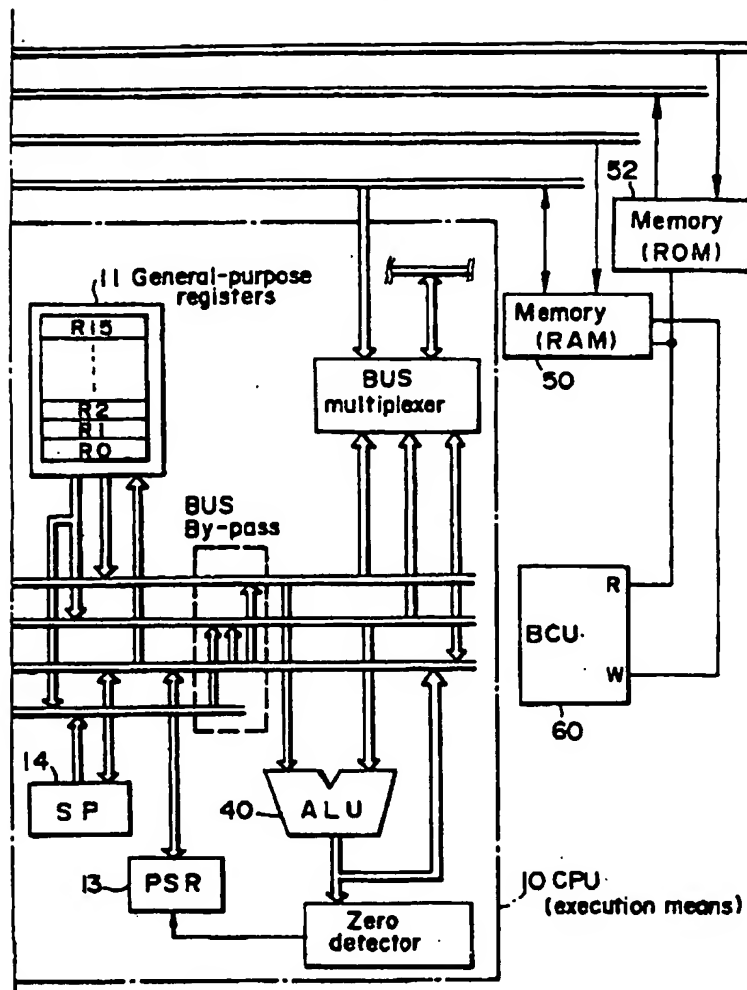 52
Memory
(ROM)
11 General-purpose
registers
R15
R2
R1
R0
Memory
(RAM)
50
BUS
multiplexer
BUS
By-pass
R
BCU
W
60
14
SP
40
ALU
13
PSR
10 CPU
(execution means)
Zero
detector